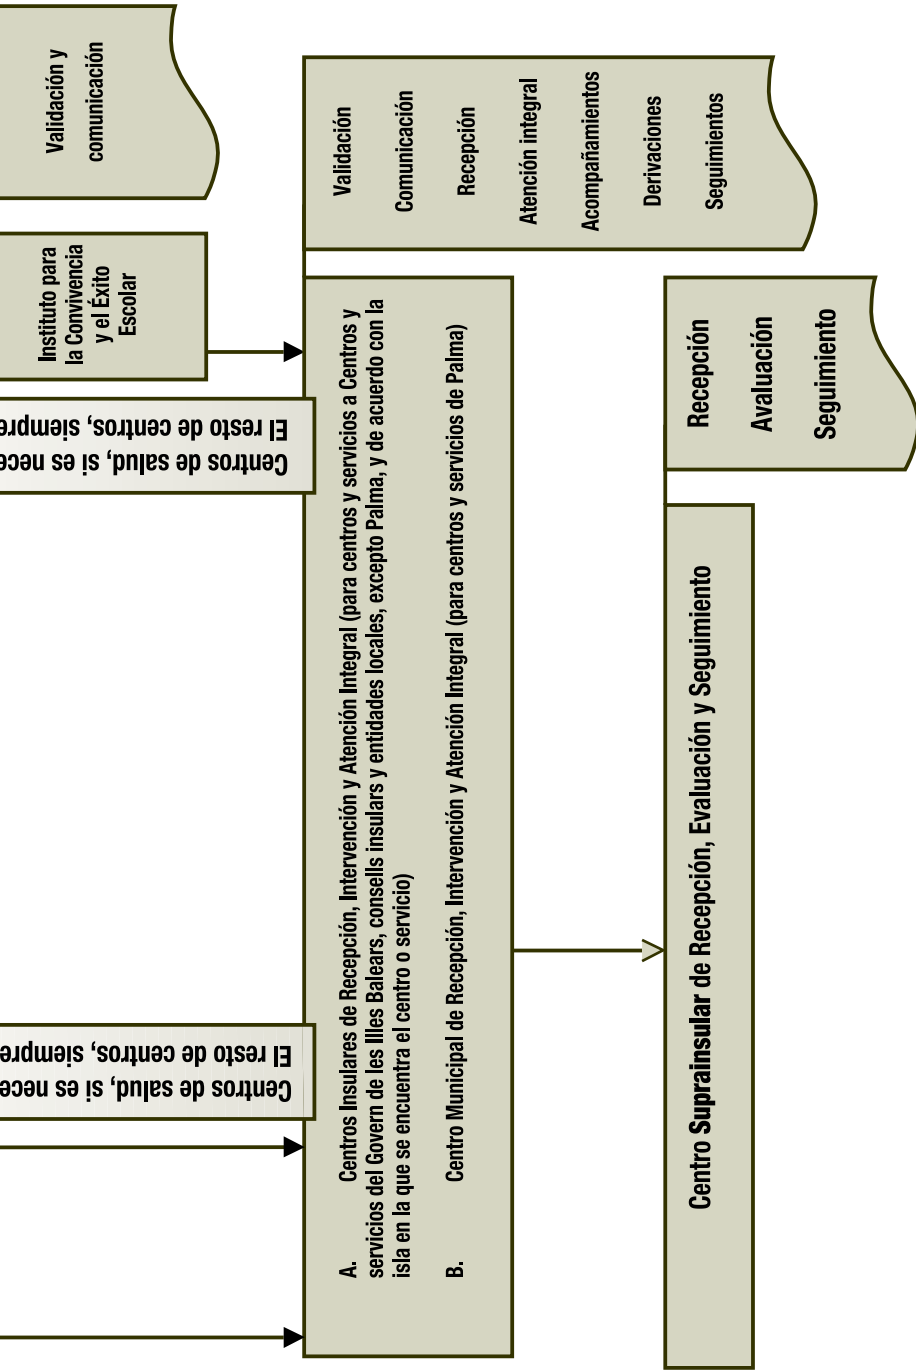 Validación y
comunicación
Instituto para
la Convivencia
y el Éxito
Escolar
Centros de salud, si es nece
El resto de centros, siempre
Centros de salud, si es nece
El resto de centros, siempre
A. Centros Insulares de Recepción, Intervención y Atención Integral (para centros y servicios a Centros y
servicios del Govern de les Illes Balears, consells insulars y entidades locales, excepto Palma, y de acuerdo con la
isla en la que se encuentra el centro o servicio)
B. Centro Municipal de Recepción, Intervención y Atención Integral (para centros y servicios de Palma)
Validación
Comunicación
Recepción
Atención integral
Acompañamientos
Derivaciones
Seguimientos
Centro Suprainsular de Recepción, Evaluación y Seguimiento
Recepción
Avaluación
Seguimiento